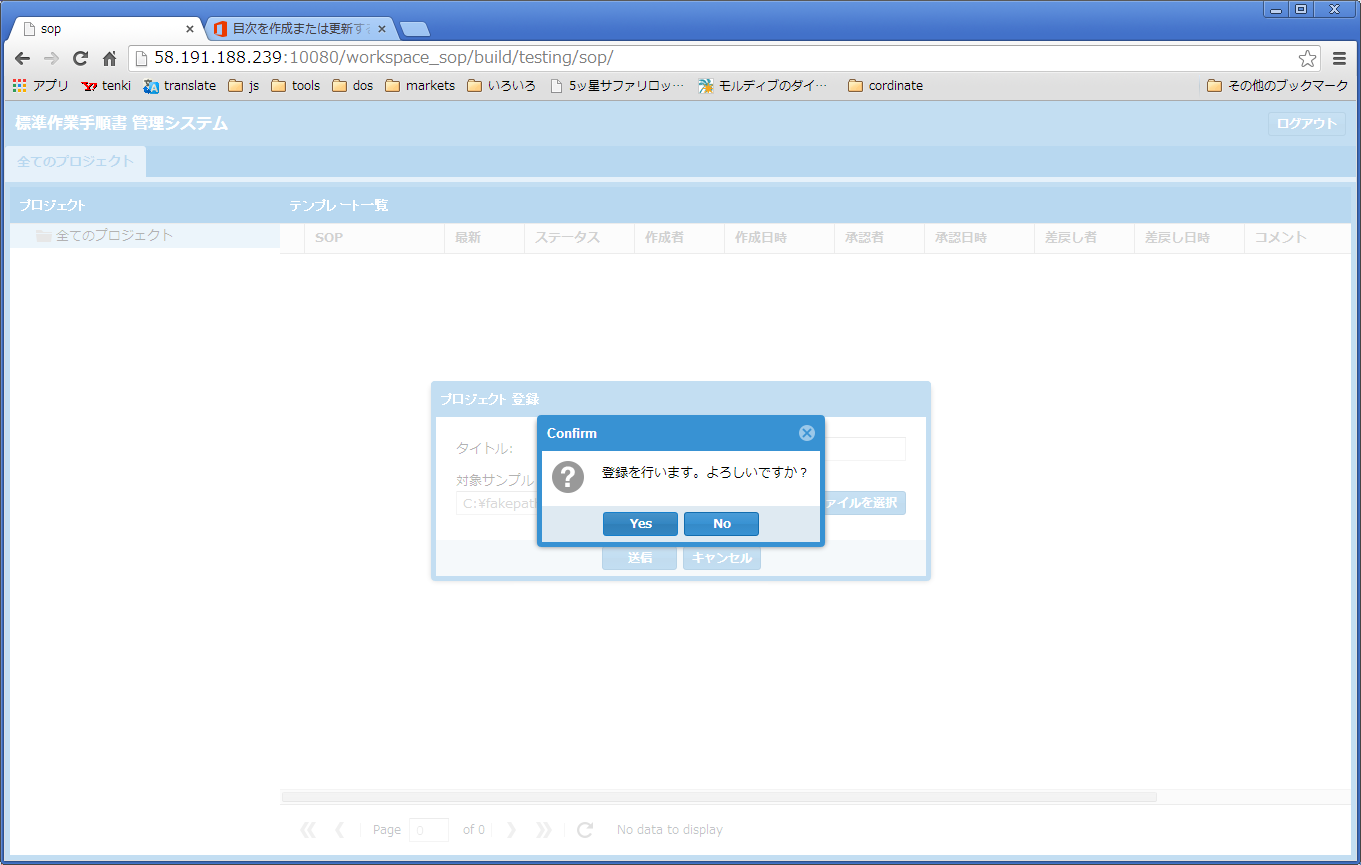 sop
目次を作成または更新す
58.191.188.239:10080/workspace_sop/build/testing/sop/
アプリ ytenki translate js tools dos markets いろいろ 5ッ星サファリロッ… モルディブのダイ… cordinate その他のブックマーク
標準作業手順書 管理システム
ログアウト
全てのプロジェクト
プロジェクト
テンプレート一覧
全てのプロジェクト
SOP 最新 ステータス 作成者 作成日時 承認者 承認日時 差戻し者 差戻し日時 コメント
プロジェクト 登録
Confirm
タイトル:
登録を行います。よろしいですか？
対象サンプル
C:¥fakepath
ァイルを選択
Yes No
送信 キャンセル
Page 0 of 0 No data to display